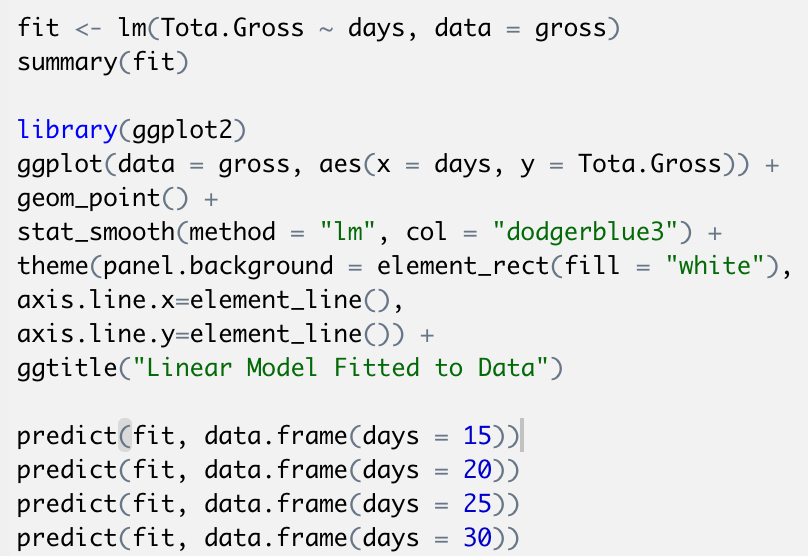 fit <- lm(Tota.Gross ~ days, data = gross)
summary(fit)
library(ggplot2)
ggplot(data = gross, aes(x = days, y = Tota.Gross)) +
geom_point() +
stat_smooth(method = "lm", col = "dodgerblue3") +
theme(panel.background = element_rect(fill = "white"),
axis.line.x=element_line(),
axis.line.y=element_line()) +
ggtitle("Linear Model Fitted to Data")
predict(fit, data.frame(days = 15))
predict(fit, data.frame(days = 20))
predict(fit, data.frame(days = 25))
predict(fit, data.frame(days = 30))